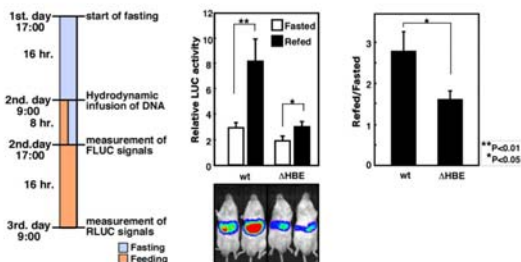 1st. day
17:00
start of fasting
16 hr.
2nd. day
9:00
Hydrodynamic
infusion of DNA
8 hr.
2nd.day
17:00
measurement of
FLUC signals
16 hr.
3rd. day
9:00
measurement of
RLUC signals
Fasting
Feeding
Relative LUC activity
12
10
8
6
4
2
0
**
*
Fasted
Refed
wt
ΔHBE
Refed/Fasted
3
2
1
0
*
wt
ΔHBE
**P<0.01
*P<0.05